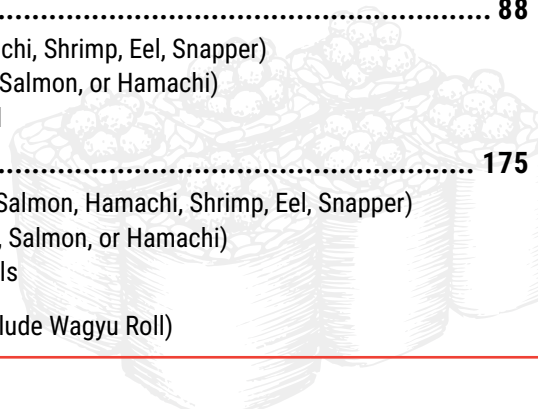 ........................................................ 88
chi, Shrimp, Eel, Snapper)
Salmon, or Hamachi)
........................................................ 175
Salmon, Hamachi, Shrimp, Eel, Snapper)
, Salmon, or Hamachi)
ls
lude Wagyu Roll)